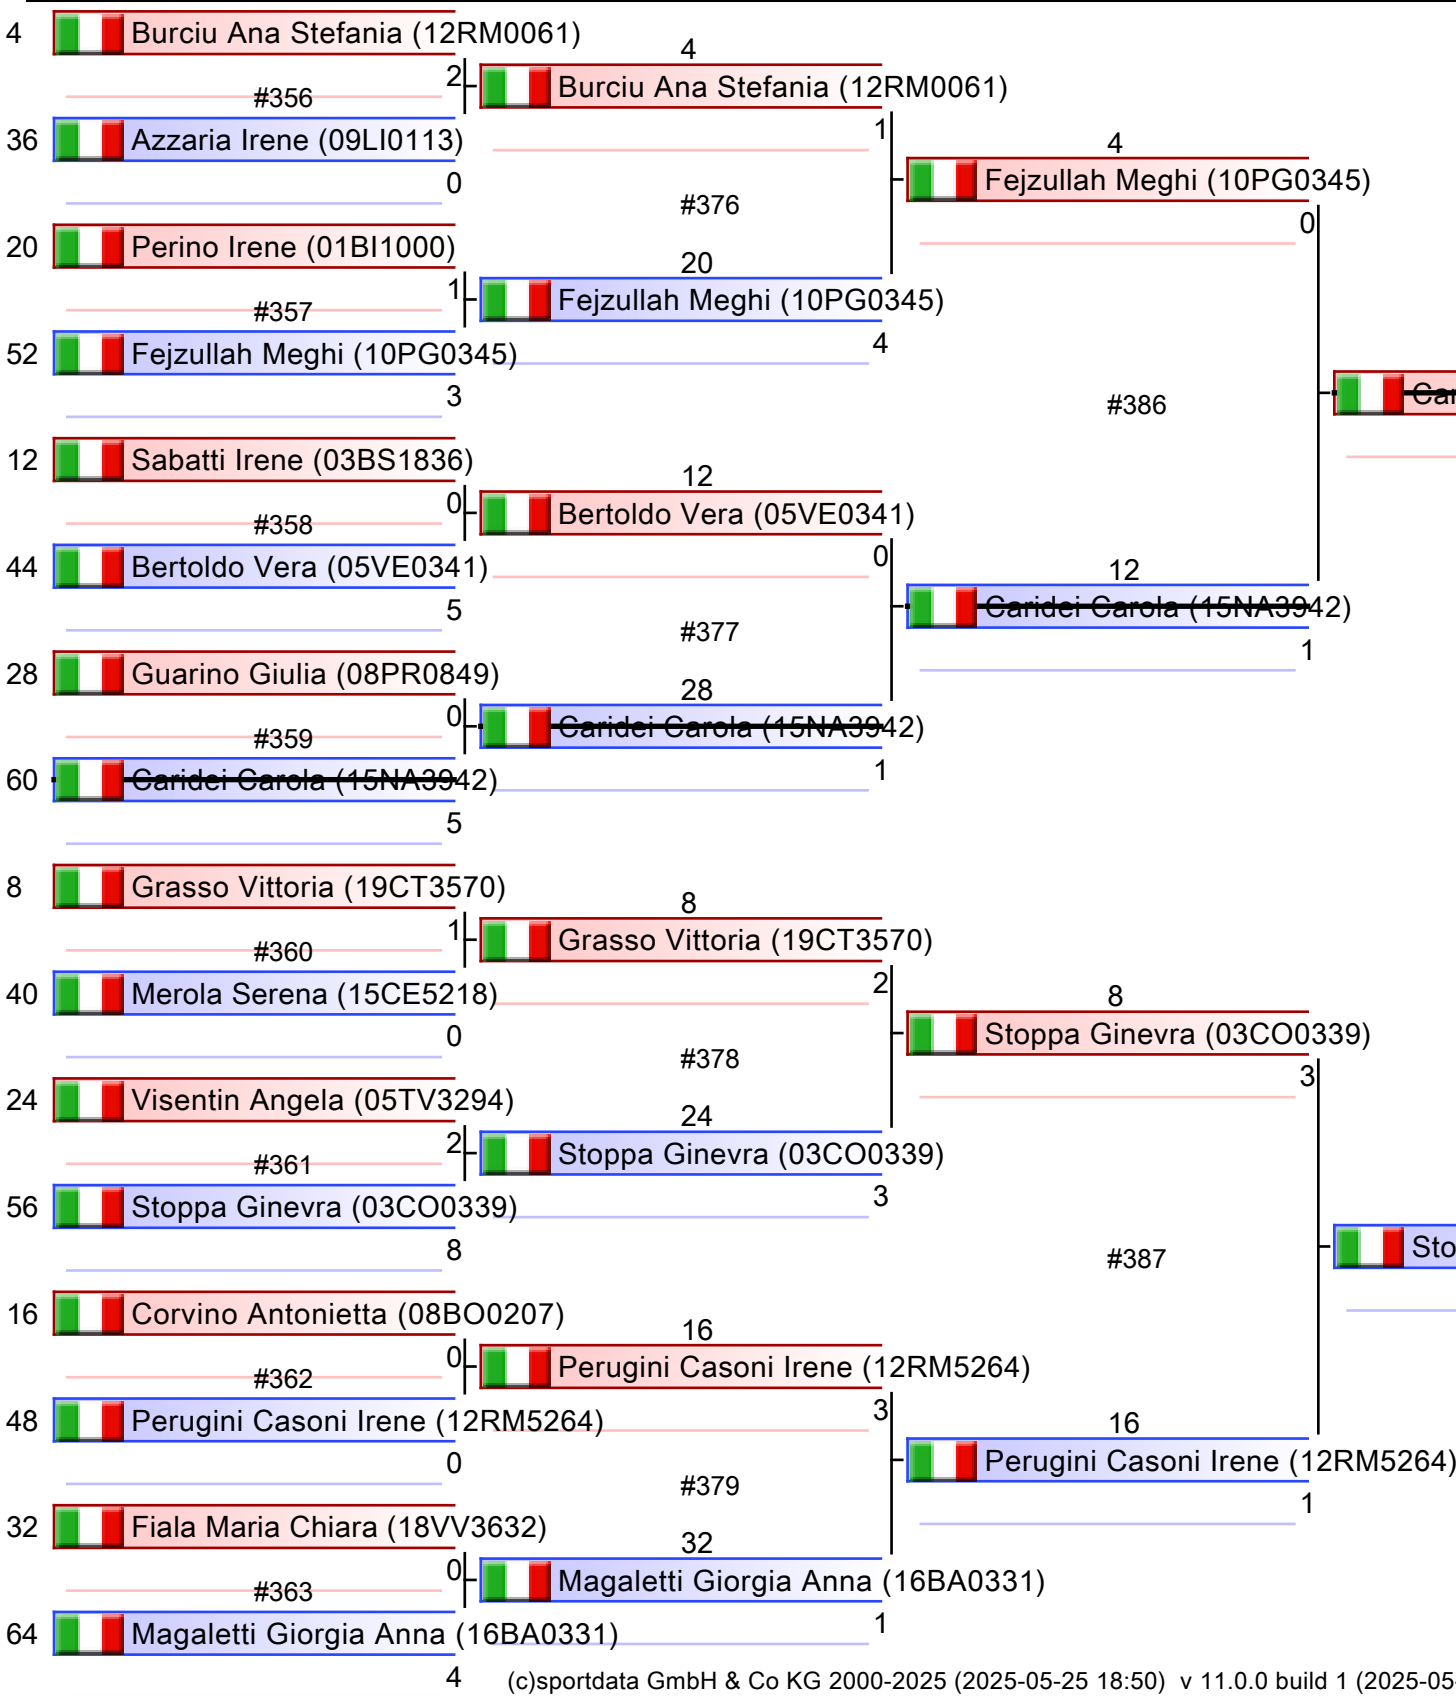 4 Burciu Ana Stefania (12RM0061)
2
#356
36 Azzaria Irene (09LI0113)
0
20 Perino Irene (01BI1000)
1
#357
52 Fejzullah Meghi (10PG0345)
3
12 Sabatti Irene (03BS1836)
0
#358
44 Bertoldo Vera (05VE0341)
5
28 Guarino Giulia (08PR0849)
0
#359
60 Caridei Carola (15NA3942)
5
8 Grasso Vittoria (19CT3570)
1
#360
40 Merola Serena (15CE5218)
0
24 Visentin Angela (05TV3294)
2
#361
56 Stoppa Ginevra (03CO0339)
8
16 Corvino Antonietta (08BO0207)
0
#362
48 Perugini Casoni Irene (12RM5264)
0
32 Fiala Maria Chiara (18VV3632)
0
#363
64 Magaletti Giorgia Anna (16BA0331)
4
4
Burciu Ana Stefania (12RM0061)
1
#376
20
Fejzullah Meghi (10PG0345)
4
12
Bertoldo Vera (05VE0341)
0
#377
28
Caridei Carola (15NA3942)
1
8
Grasso Vittoria (19CT3570)
2
#378
24
Stoppa Ginevra (03CO0339)
3
16
Perugini Casoni Irene (12RM5264)
3
#379
32
Magaletti Giorgia Anna (16BA0331)
1
4
Fejzullah Meghi (10PG0345)
0
#386
12
Caridei Carola (15NA3942)
1
8
Stoppa Ginevra (03CO0339)
3
#387
16
Perugini Casoni Irene (12RM5264)
1
Car
Sto
(c)sportdata GmbH & Co KG 2000-2025 (2025-05-25 18:50) v 11.0.0 build 1 (2025-05